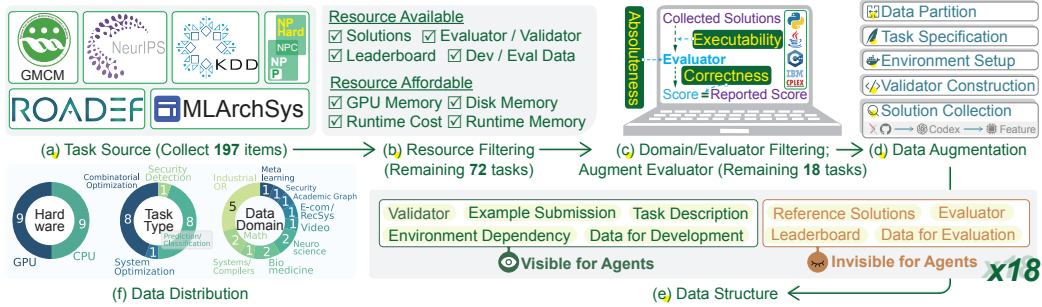 GMCM
NeurIPS
KDD
NP
Hard
NPC
NP
P
ROADEF
MLArchSys
(a) Task Source (Collect 197 items)
Resource Available
Solutions
Evaluator / Validator
Leaderboard
Dev / Eval Data
Resource Affordable
GPU Memory
Disk Memory
Runtime Cost
Runtime Memory
(b) Resource Filtering
(Remaining 72 tasks)
Absoluteness
Collected Solutions
Executability
Evaluator
Correctness
Score = Reported Score
IBM
CPLEX
(c) Domain/Evaluator Filtering;
Augment Evaluator (Remaining 18 tasks)
Data Partition
Task Specification
Environment Setup
Validator Construction
Solution Collection
Codex
Feature
(d) Data Augmentation
9
Hard
ware
9
GPU
CPU
Combinatorial Optimization
Security
Detection
1
8
Task
Type
8
Prediction/
Classification
1
System
Optimization
Industrial
OR
Meta
learning
Security
Academic Graph
E-com/
RecSys
Video
Neuro
science
Bio
medicine
Math
Systems/
Compilers
Data
Domain
5
1
1
1
1
1
2
2
2
2
(f) Data Distribution
Validator
Example Submission
Task Description
Environment Dependency
Data for Development
Visible for Agents
Reference Solutions
Evaluator
Leaderboard
Data for Evaluation
Invisible for Agents
x18
(e) Data Structure